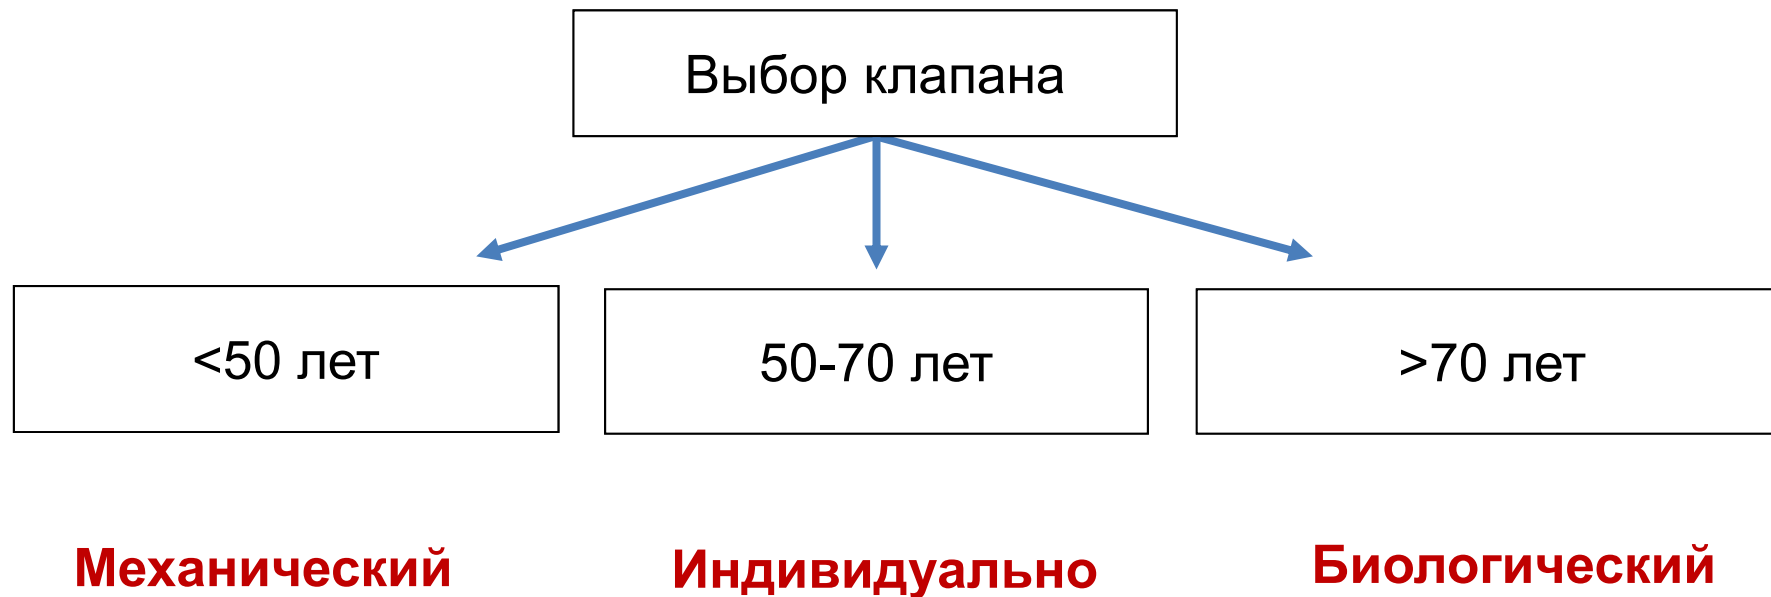 Выбор клапана
<50 лет
50-70 лет
>70 лет
Механический
Индивидуально
Биологический